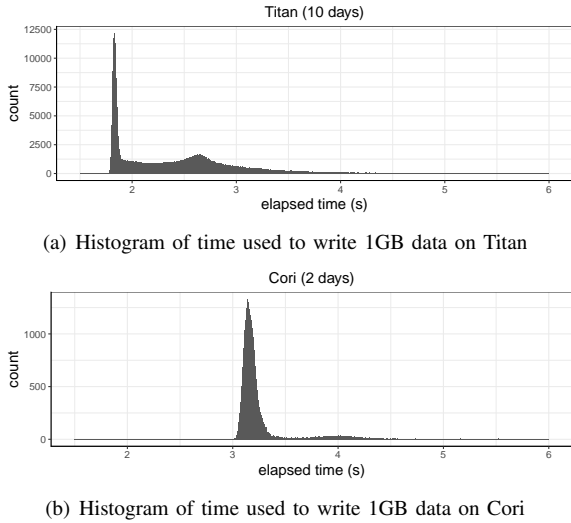 Titan (10 days)
12500
10000
7500
5000
2500
0
count
2 3 4 5 6
elapsed time (s)
(a) Histogram of time used to write 1GB data on Titan
Cori (2 days)
1000
500
0
count
2 3 4 5 6
elapsed time (s)
(b) Histogram of time used to write 1GB data on Cori